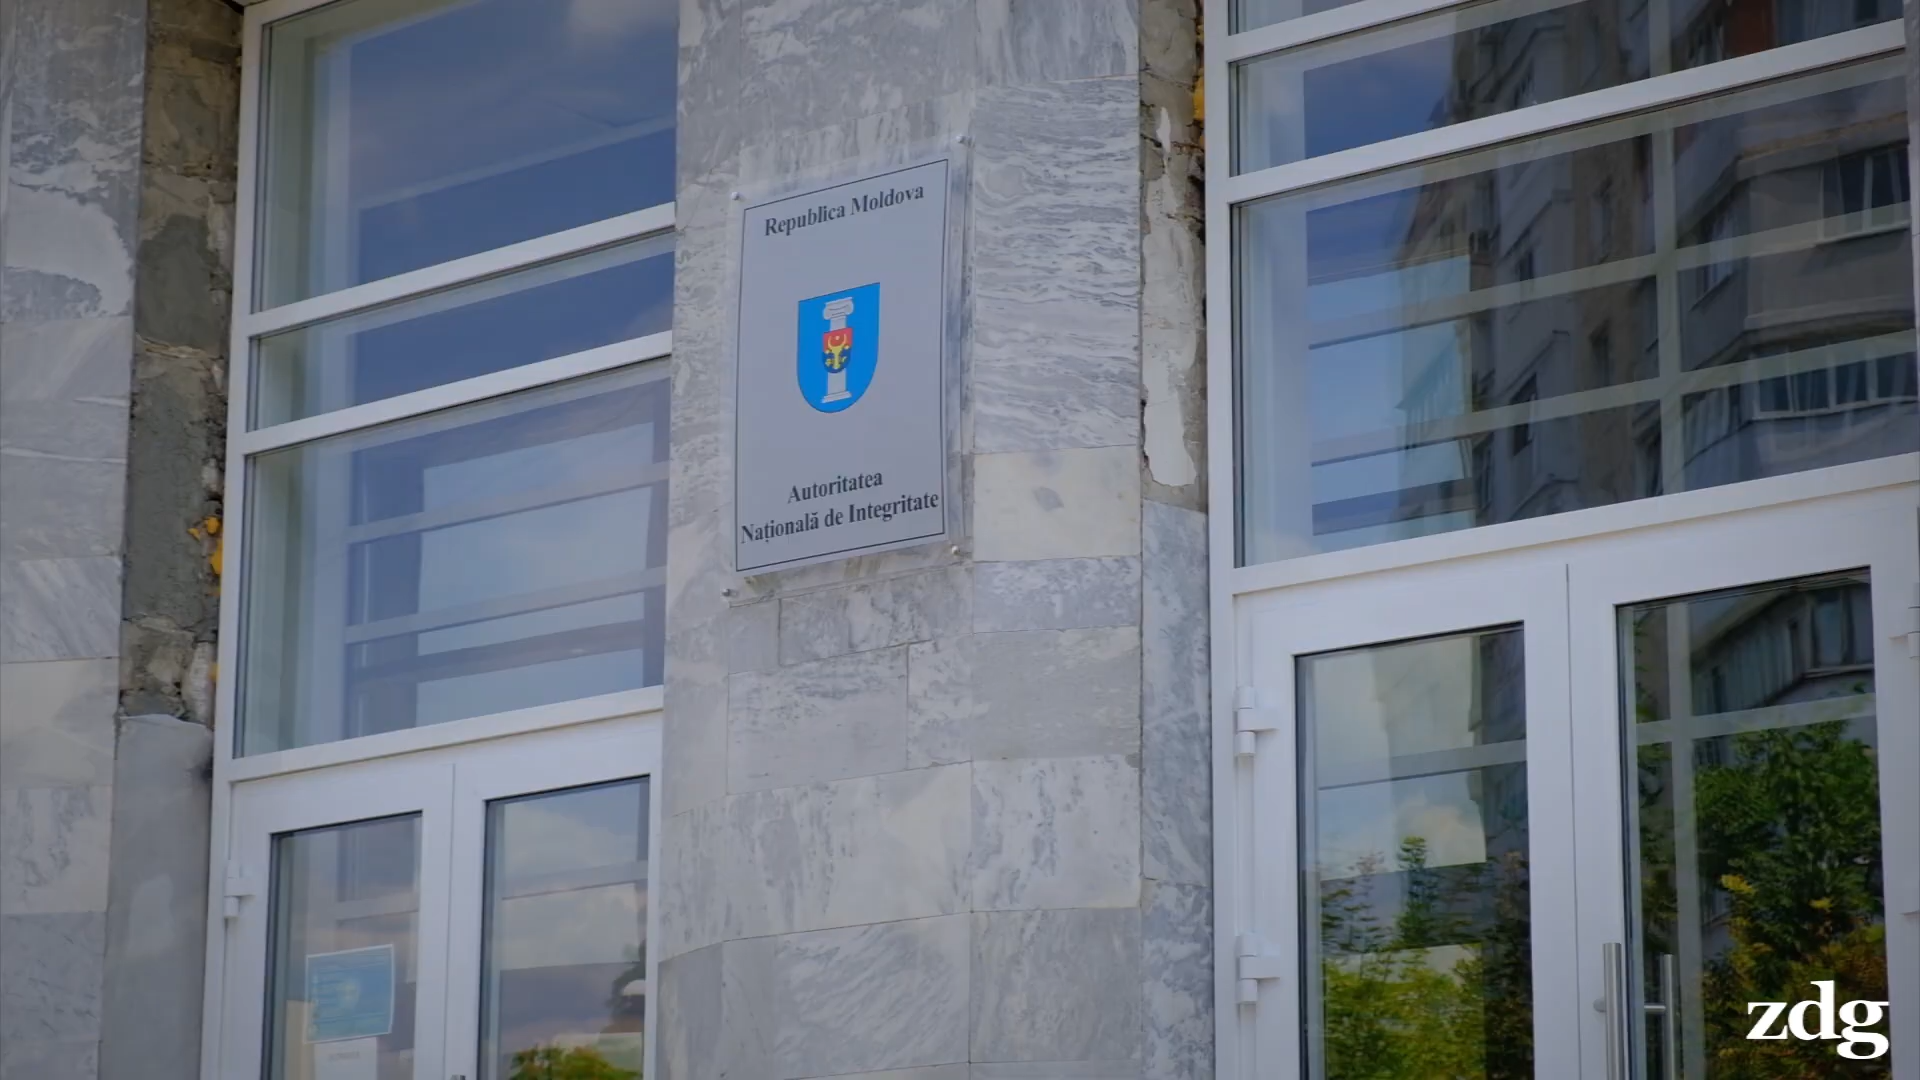 Republica Moldova
Autoritatea
Națională de Integritate
zdg